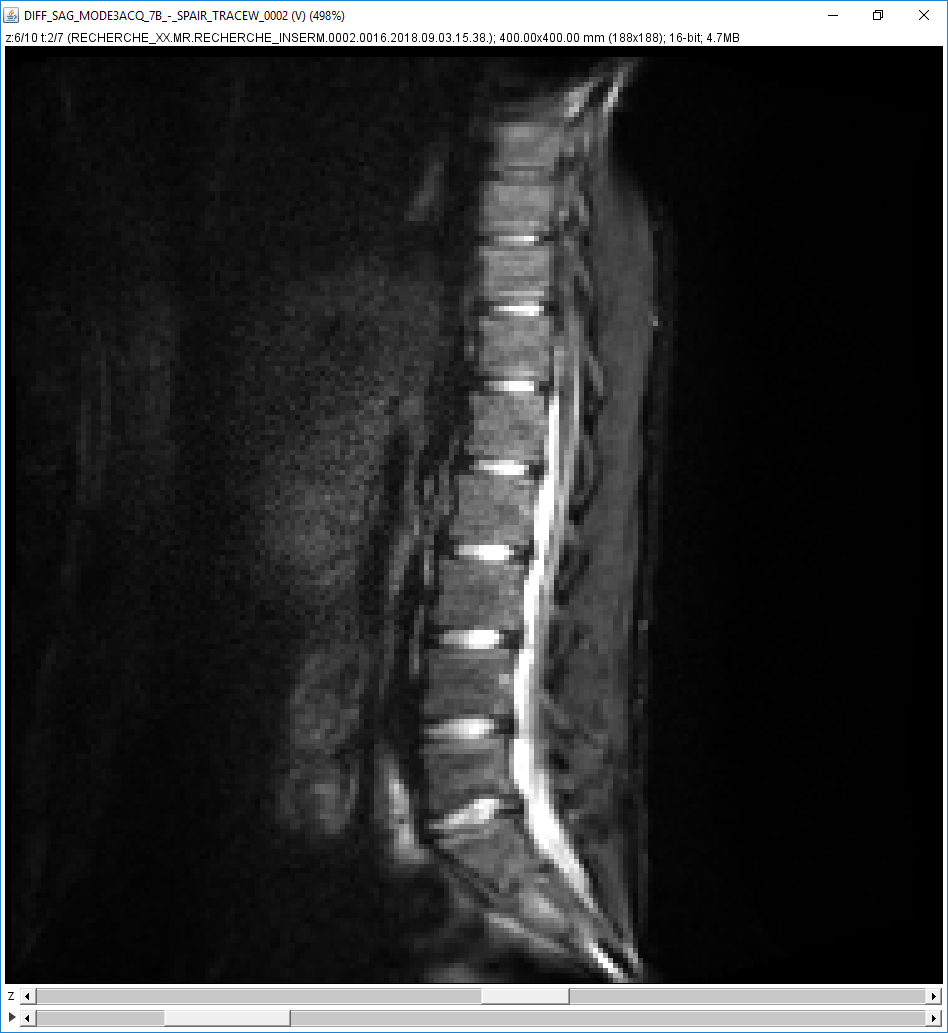 DIFF_SAG_MODE3ACQ_7B_-_SPAIR_TRACEW_0002 (V) (498%)
z:6/10 t:2/7 (RECHERCHE_XX.MR.RECHERCHE_INSERM.0002.0016.2018.09.03.15.38.); 400.00x400.00 mm (188x188); 16-bit; 4.7MB
Z